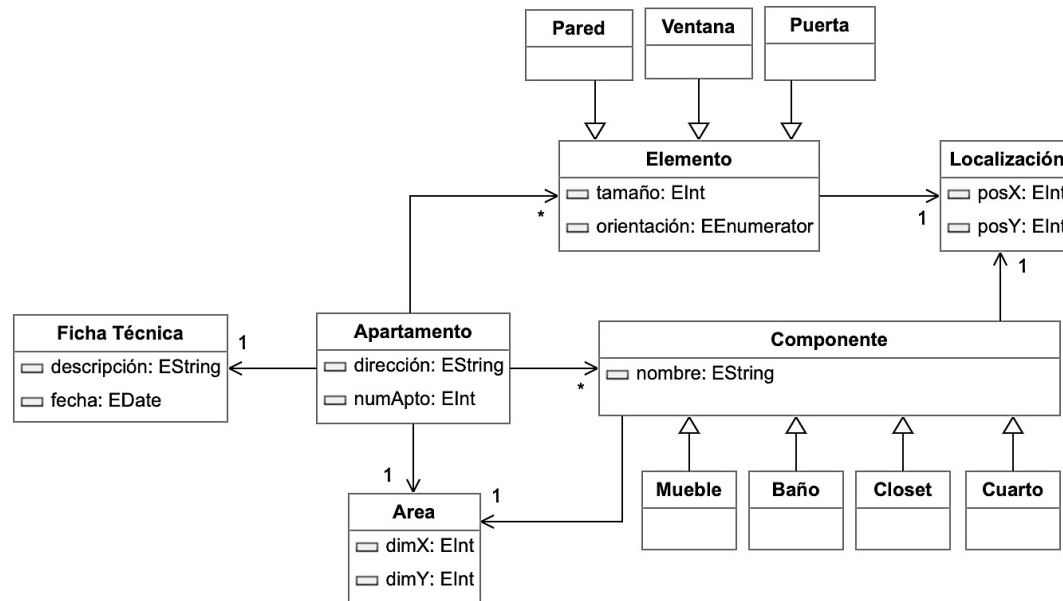 Pared
Ventana
Puerta
Elemento
tamaño: EInt
orientación: EEnumerator
*
Localización
posX: EInt
posY: EInt
1
1
Ficha Técnica
descripción: EString
fecha: EDate
1
Apartamento
dirección: EString
numApto: EInt
*
Componente
nombre: EString
1
1
Area
dimX: EInt
dimY: EInt
Mueble
Baño
Closet
Cuarto